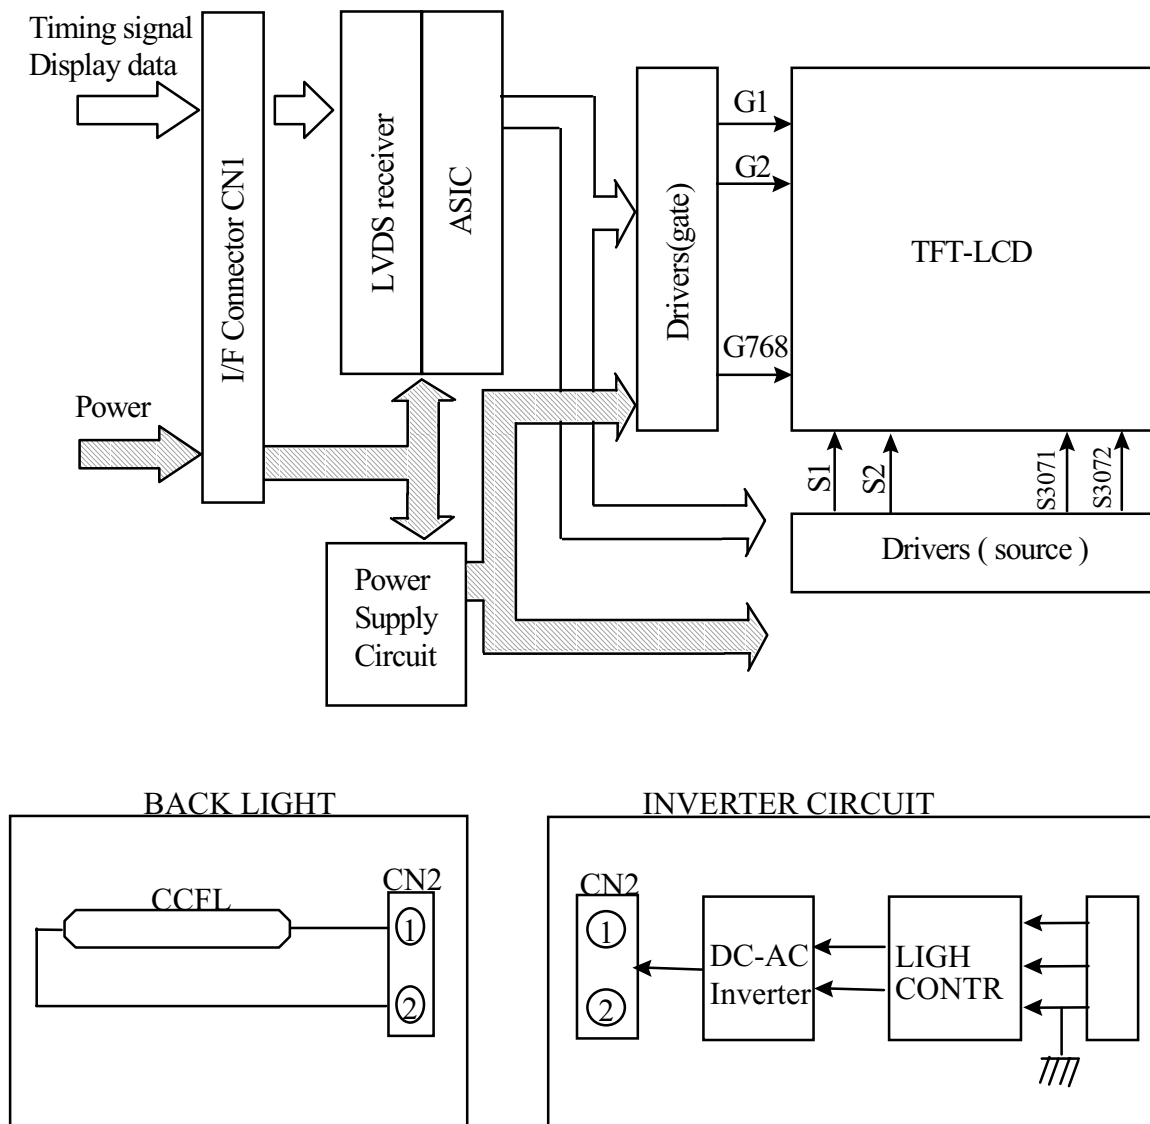 Timing signal
Display data
Power
I/F Connector CN1
LVDS receiver
ASIC
Power
Supply
Circuit
Drivers(gate)
G1
G2
G768
TFT-LCD
S1
S2
S3071
S3072
Drivers ( source )
BACK LIGHT
CCFL
CN2
1
2
INVERTER CIRCUIT
CN2
1
2
DC-AC
Inverter
LIGH
CONTR